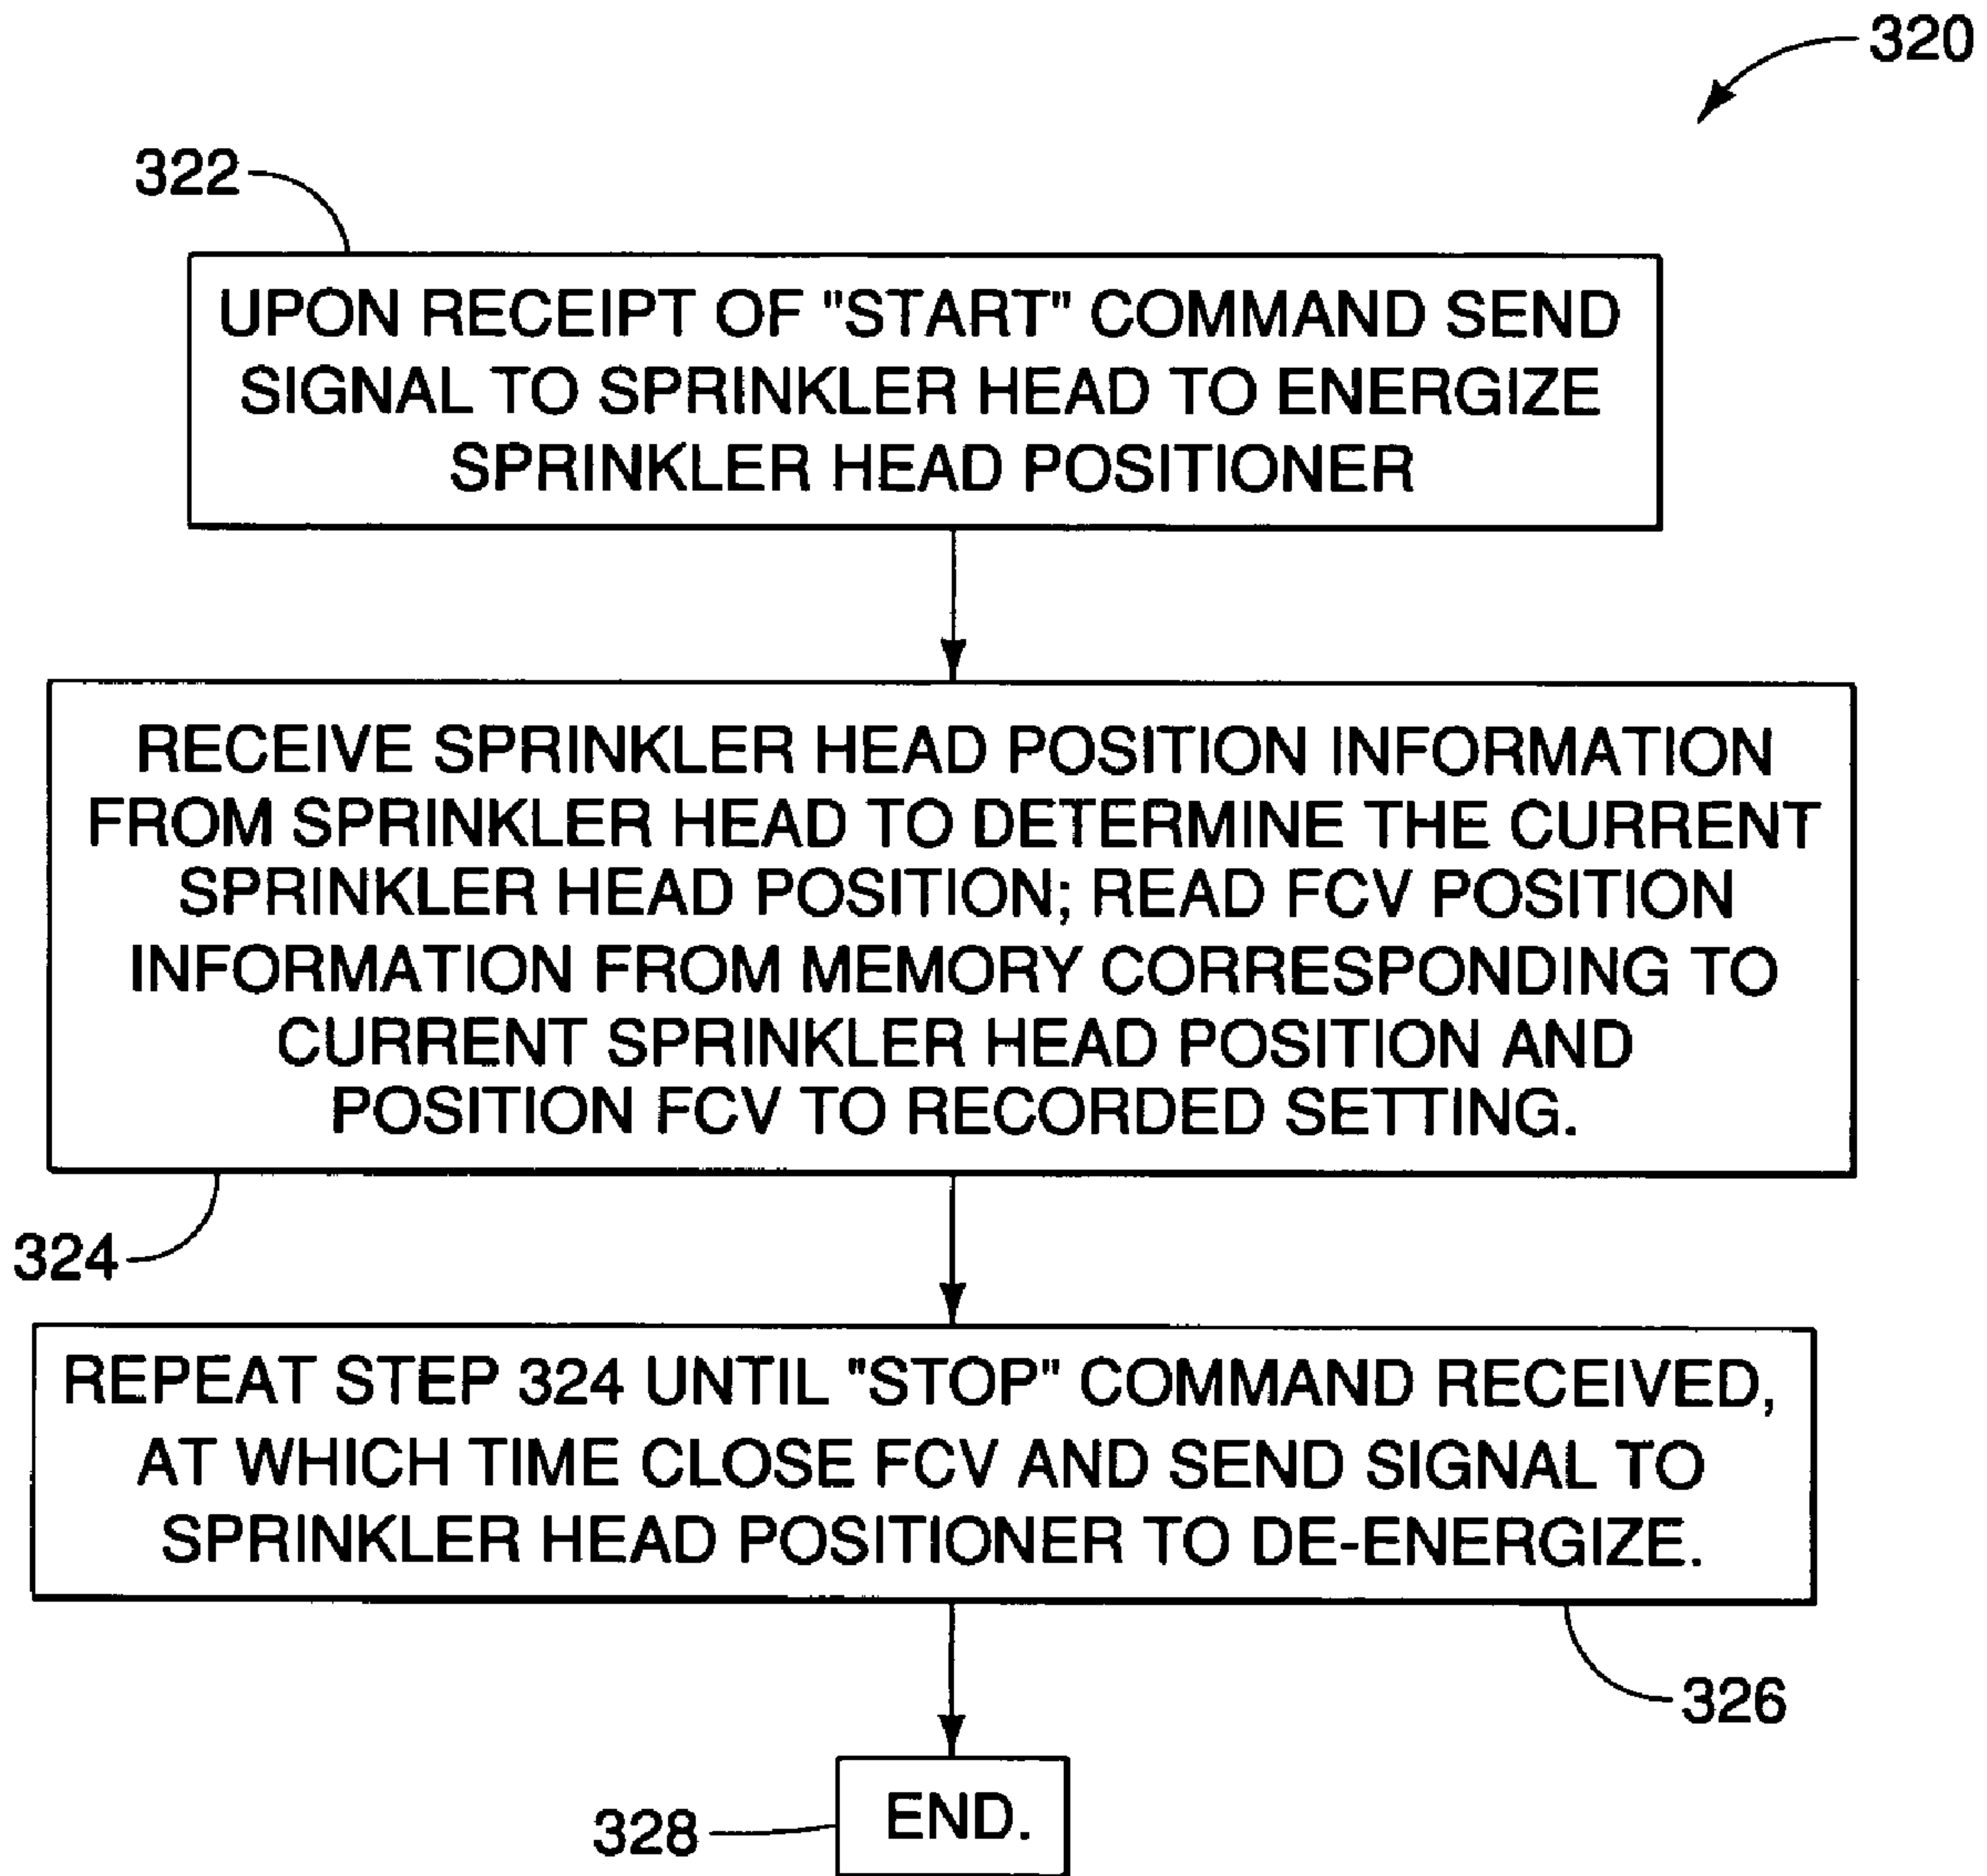 320
322
UPON RECEIPT OF "START" COMMAND SEND
SIGNAL TO SPRINKLER HEAD TO ENERGIZE
SPRINKLER HEAD POSITIONER
RECEIVE SPRINKLER HEAD POSITION INFORMATION
FROM SPRINKLER HEAD TO DETERMINE THE CURRENT
SPRINKLER HEAD POSITION; READ FCV POSITION
INFORMATION FROM MEMORY CORRESPONDING TO
CURRENT SPRINKLER HEAD POSITION AND
POSITION FCV TO RECORDED SETTING.
324
REPEAT STEP 324 UNTIL "STOP" COMMAND RECEIVED,
AT WHICH TIME CLOSE FCV AND SEND SIGNAL TO
SPRINKLER HEAD POSITIONER TO DE-ENERGIZE.
326
328
END.